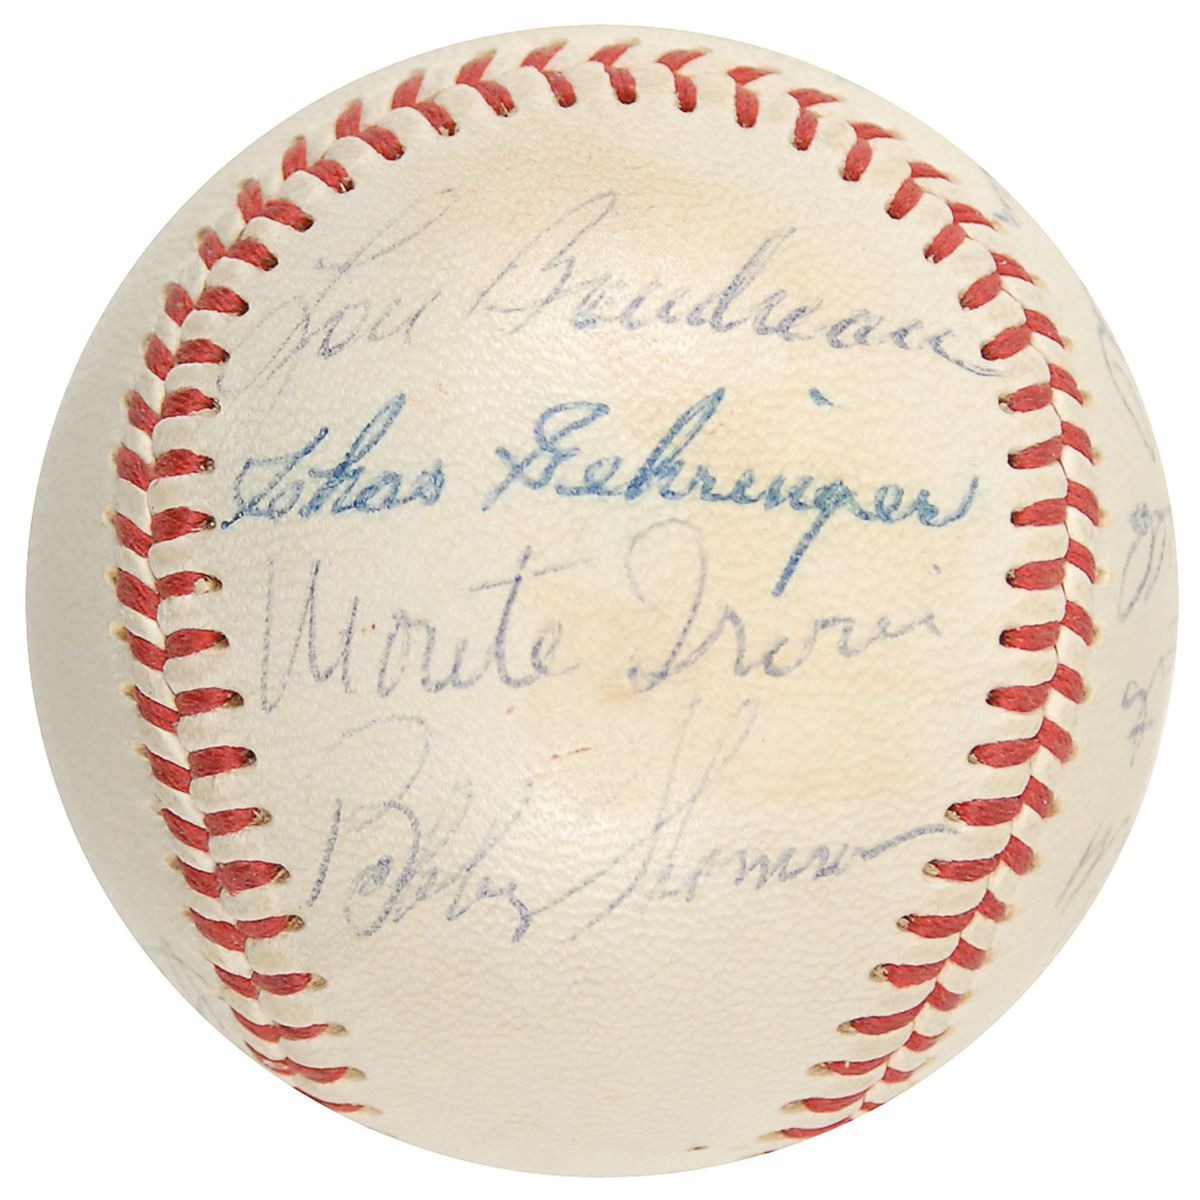 Lou Boudreau
Chas Gehringer
Monte Irvin
Bobby Thomson